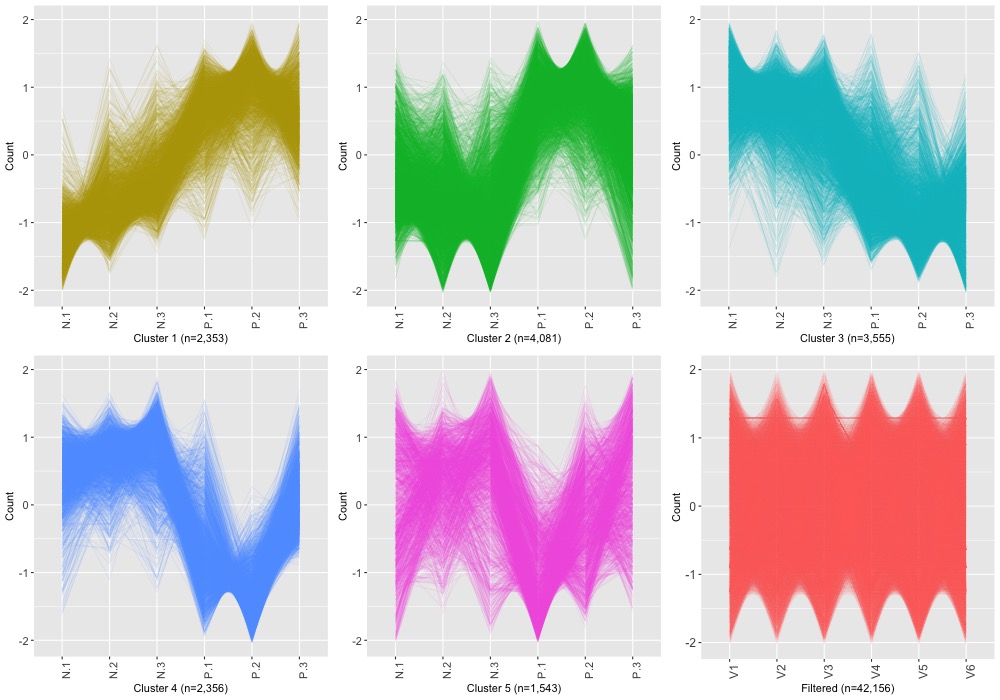 Count
2
1
0
-1
-2
N.1
N.2
N.3
P.1
P.2
P.3
Cluster 1 (n=2,353)
Count
2
1
0
-1
-2
N.1
N.2
N.3
P.1
P.2
P.3
Cluster 2 (n=4,081)
Count
2
1
0
-1
-2
N.1
N.2
N.3
P.1
P.2
P.3
Cluster 3 (n=3,555)
Count
2
1
0
-1
-2
N.1
N.2
N.3
P.1
P.2
P.3
Cluster 4 (n=2,356)
Count
2
1
0
-1
-2
N.1
N.2
N.3
P.1
P.2
P.3
Cluster 5 (n=1,543)
Count
2
1
0
-1
-2
V1
V2
V3
V4
V5
V6
Filtered (n=42,156)